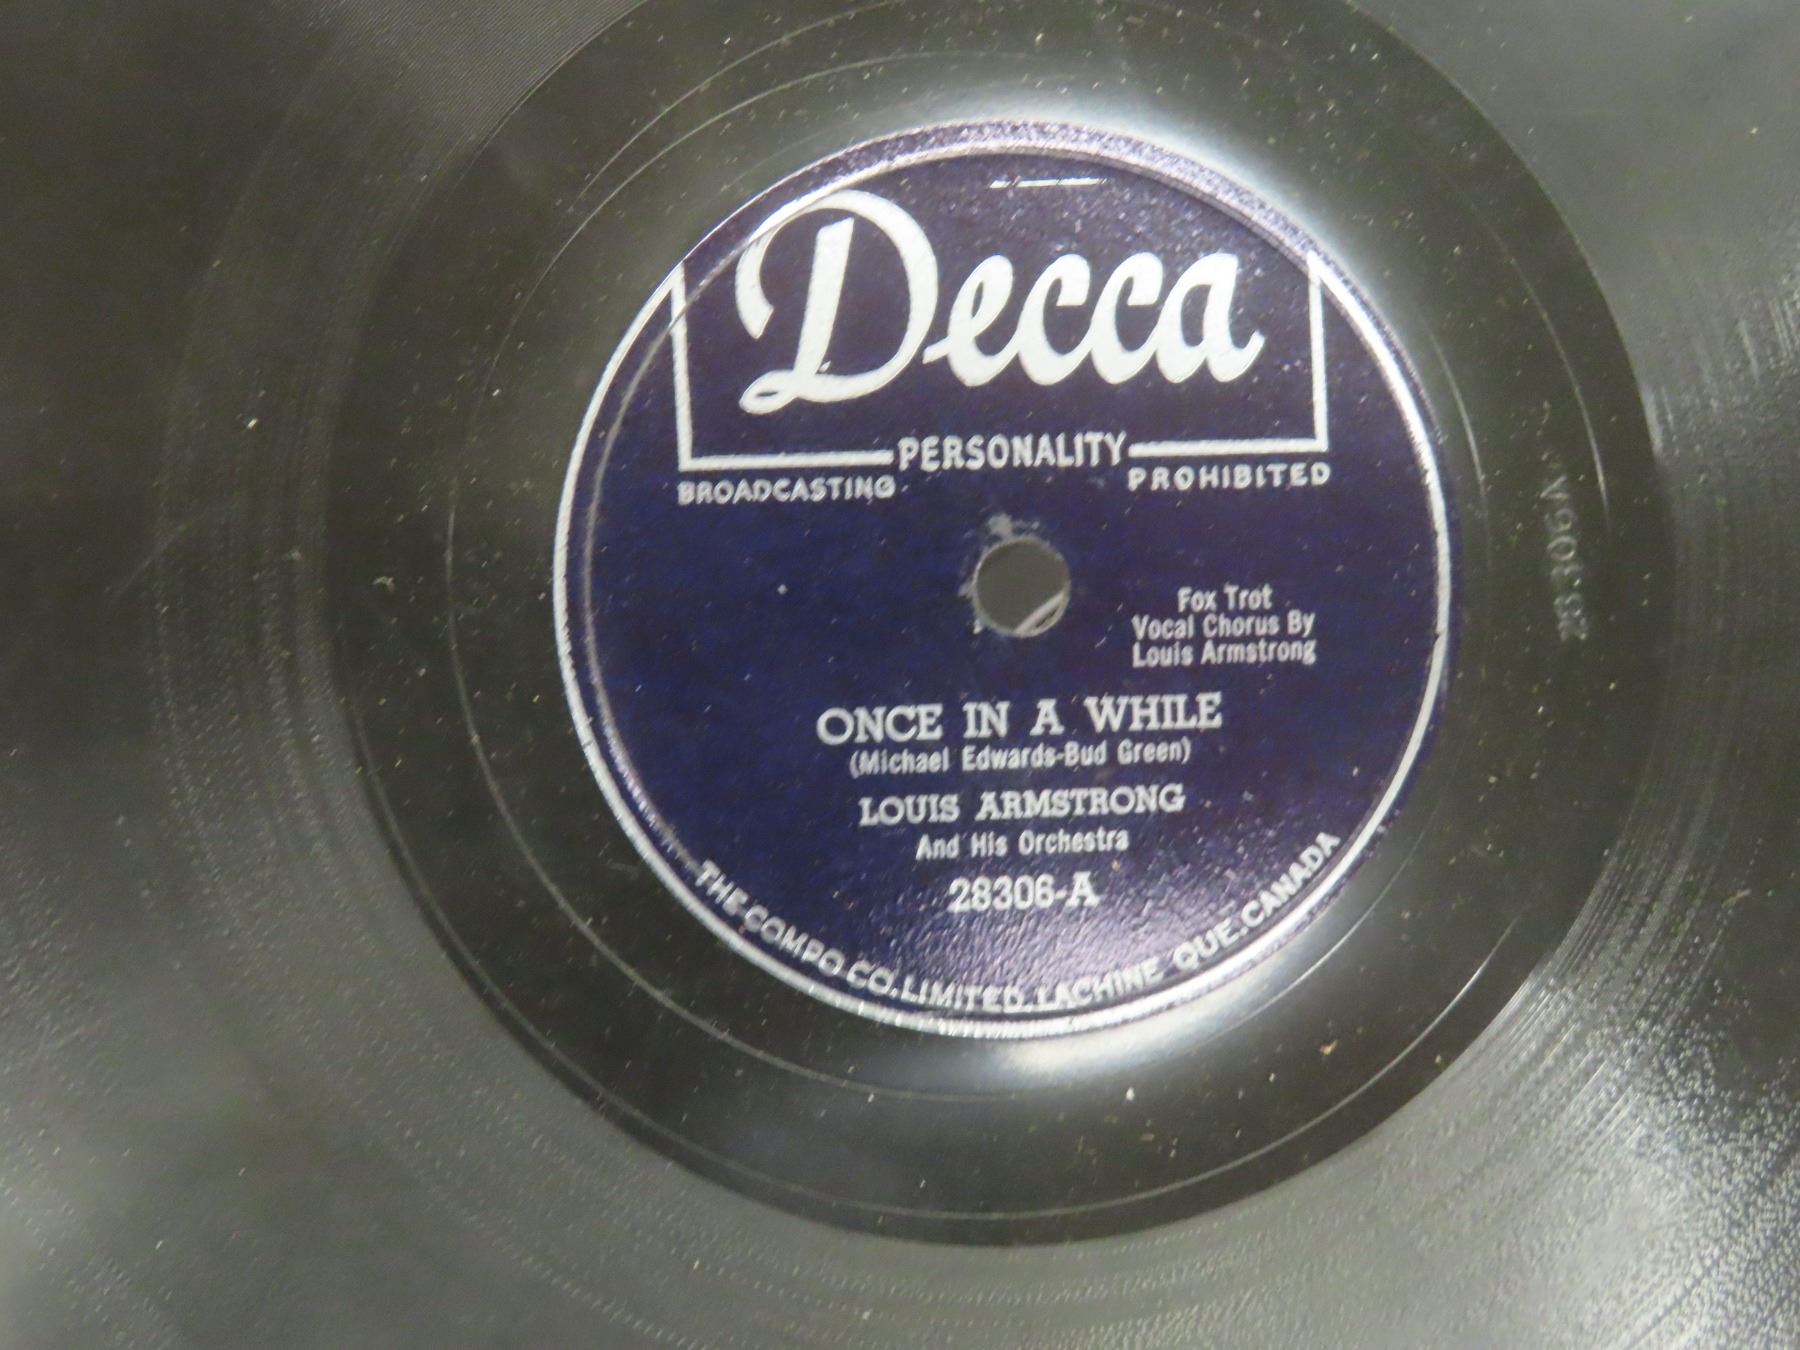 Decca
PERSONALITY
BROADCASTING PROHIBITED
Fox Trot
Vocal Chorus By
Louis Armstrong
ONCE IN A WHILE
(Michael Edwards-Bud Green)
LOUIS ARMSTRONG
And His Orchestra
28306-A
THE COMPO CO. LIMITED. LACHINE QUE. CANADA
28306A